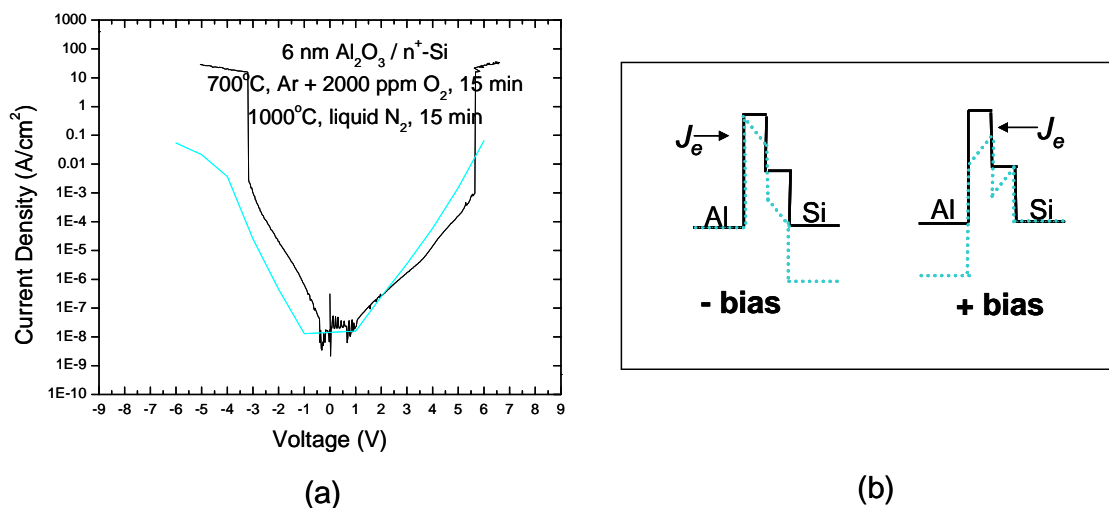 1000
100
10
1
0.1
0.01
1E-3
1E-4
1E-5
1E-6
1E-7
1E-8
1E-9
1E-10
Current Density (A/cm²)
6 nm Al₂O₃ / n⁺-Si
700°C, Ar + 2000 ppm O₂, 15 min
1000°C, liquid N₂, 15 min
-9 -8 -7 -6 -5 -4 -3 -2 -1 0 1 2 3 4 5 6 7 8 9
Voltage (V)
(a)
Jₑ
Al Si
- bias
Jₑ
Al Si
+ bias
(b)